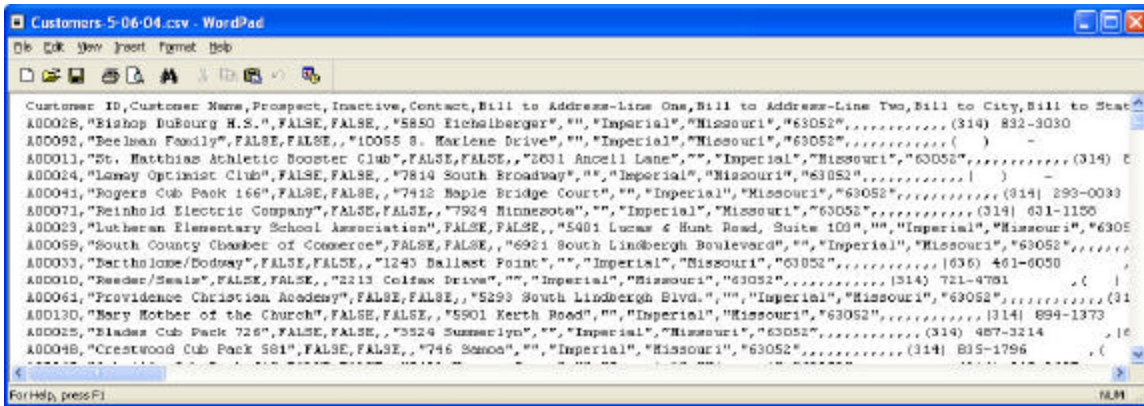 Customers-5-06-04.csv - WordPad
File Edit View Insert Format Help
Customer ID,Customer Name,Prospect,Inactive,Contact,Bill to Address-Line One,Bill to Address-Line Two,Bill to City,Bill to Stat
A00028,"Bishop DuBourg H.S.",FALSE,FALSE,,"5850 Eichelberger","","Imperial","Missouri","63052",,,,,,,,,,,,(314) 832-3030
A00092,"Beelman Family",FALSE,FALSE,,"10055 S. Marlene Drive","","Imperial","Missouri","63052",,,,,,,,,,,,( ) -
A00011,"St. Matthias Athletic Booster Club",FALSE,FALSE,,"2831 Ancell Lane","","Imperial","Missouri","63052",,,,,,,,,,,,(314) 8
A00024,"Lemay Optimist Club",FALSE,FALSE,,"7814 South Broadway","","Imperial","Missouri","63052",,,,,,,,,,,,( ) -
A00041,"Rogers Cub Pack 166",FALSE,FALSE,,"7412 Maple Bridge Court","","Imperial","Missouri","63052",,,,,,,,,,,,(314) 293-0033
A00071,"Reinhold Electric Company",FALSE,FALSE,,"7924 Minnesota","","Imperial","Missouri","63052",,,,,,,,,,,,(314) 631-1158
A00023,"Lutheran Elementary School Association",FALSE,FALSE,,"5401 Lucas & Hunt Road, Suite 103","","Imperial","Missouri","6305
A00059,"South County Chamber of Commerce",FALSE,FALSE,,"6921 South Lindbergh Boulevard","","Imperial","Missouri","63052",,,,,,,
A00033,"Bartholome/Bodway",FALSE,FALSE,,"1243 Ballast Point","","Imperial","Missouri","63052",,,,,,,,,,,,(636) 461-6050 ,
A0001D,"Reeder/Seals",FALSE,FALSE,,"2213 Colfax Drive","","Imperial","Missouri","63052",,,,,,,,,,,,(314) 721-4781 ,( )
A00061,"Providence Christian Academy",FALSE,FALSE,,"5293 South Lindbergh Blvd.","","Imperial","Missouri","63052",,,,,,,,,,,,(31
A0013D,"Mary Mother of the Church",FALSE,FALSE,,"5901 Kerth Road","","Imperial","Missouri","63052",,,,,,,,,,,,(314) 894-1373
A00025,"Blades Cub Park 726",FALSE,FALSE,,"5524 Summerlyn","","Imperial","Missouri","63052",,,,,,,,,,,,(314) 487-3214 ,(6
A00048,"Crestwood Cub Pack 581",FALSE,FALSE,,"746 Samoa","","Imperial","Missouri","63052",,,,,,,,,,,,(314) 835-1796 ,(
For Help, press F1
NUM